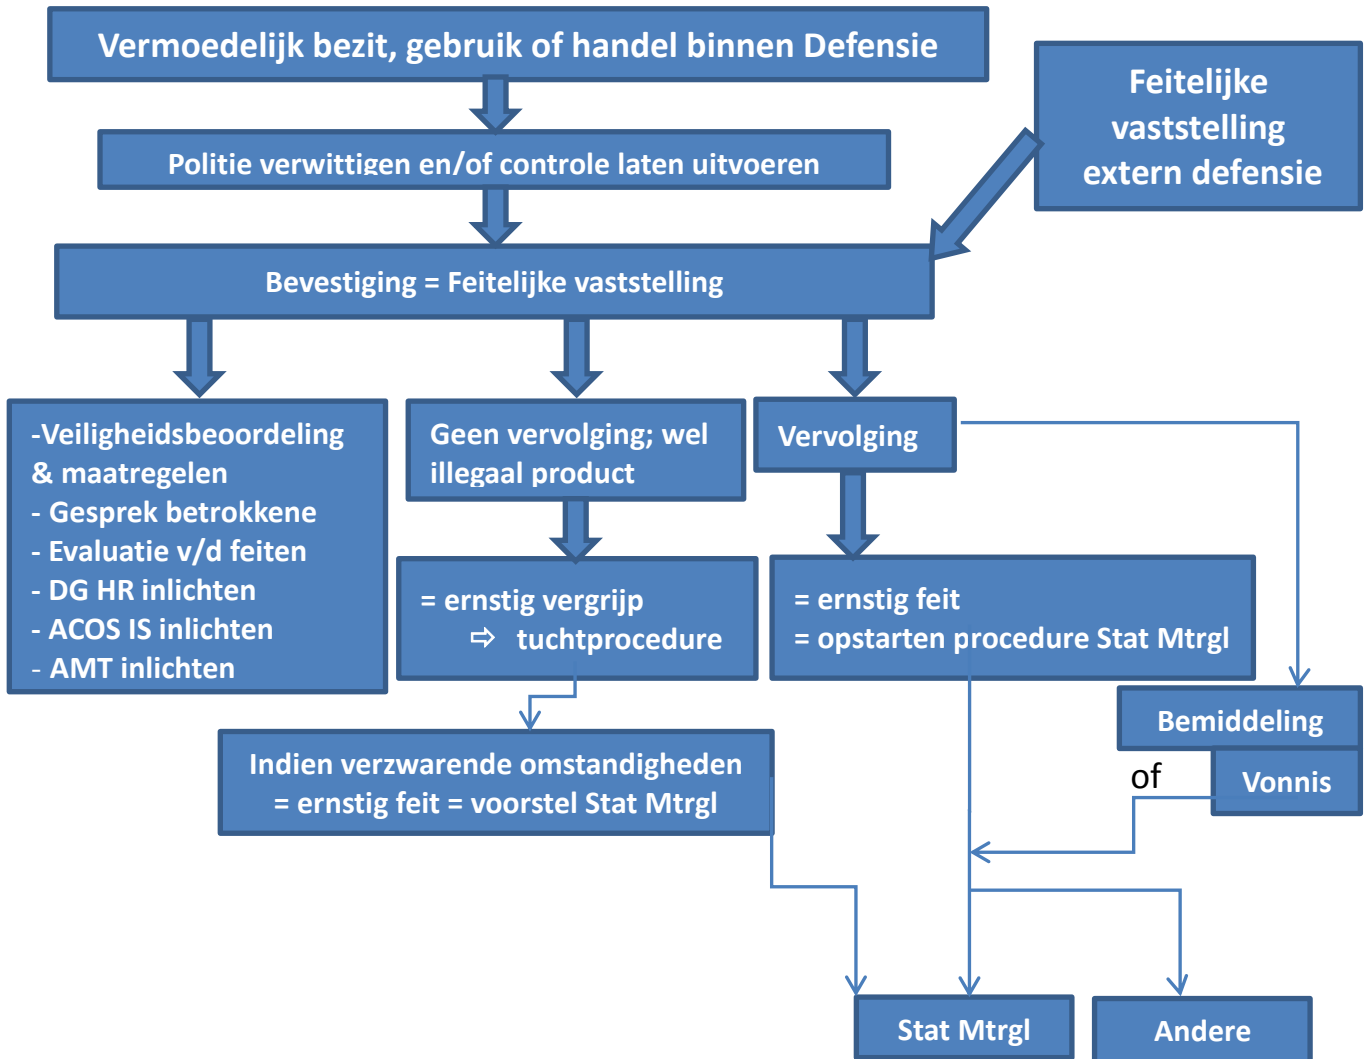 Vermoedelijk bezit, gebruik of handel binnen Defensie
Feitelijke
vaststelling
extern defensie
Politie verwittigen en/of controle laten uitvoeren
Bevestiging = Feitelijke vaststelling
-Veiligheidsbeoordeling
& maatregelen
- Gesprek betrokkene
- Evaluatie v/d feiten
- DG HR inlichten
- ACOS IS inlichten
- AMT inlichten
Geen vervolging; wel
illegaal product
Vervolging
= ernstig vergrijp
⇨ tuchtprocedure
= ernstig feit
= opstarten procedure Stat Mtrgl
Indien verzwarende omstandigheden
= ernstig feit = voorstel Stat Mtrgl
Bemiddeling
of
Vonnis
Stat Mtrgl
Andere